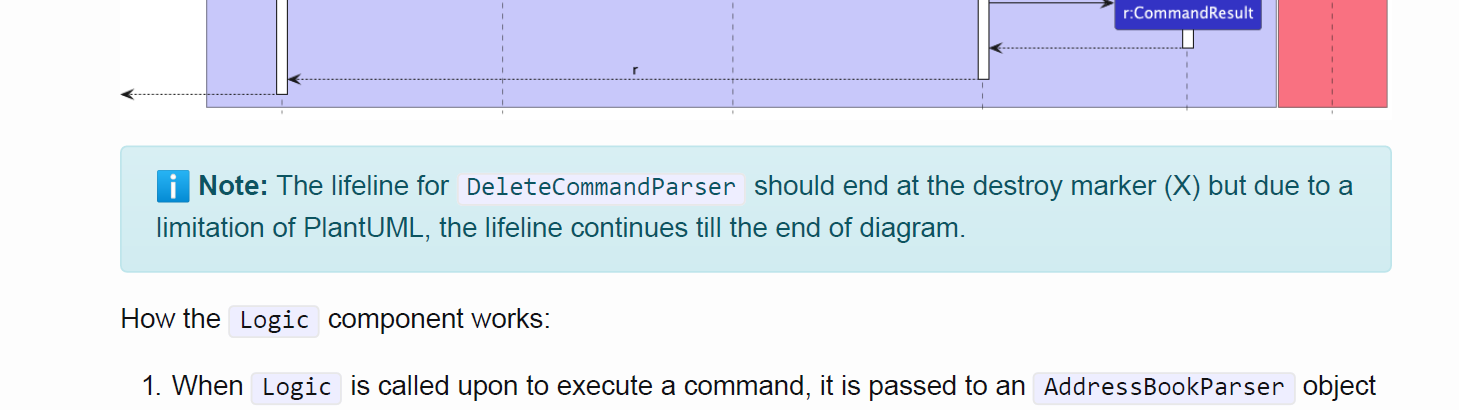 r:CommandResult
r
Note: The lifeline for DeleteCommandParser should end at the destroy marker (X) but due to a
limitation of PlantUML, the lifeline continues till the end of diagram.
How the Logic component works:
1. When Logic is called upon to execute a command, it is passed to an AddressBookParser object